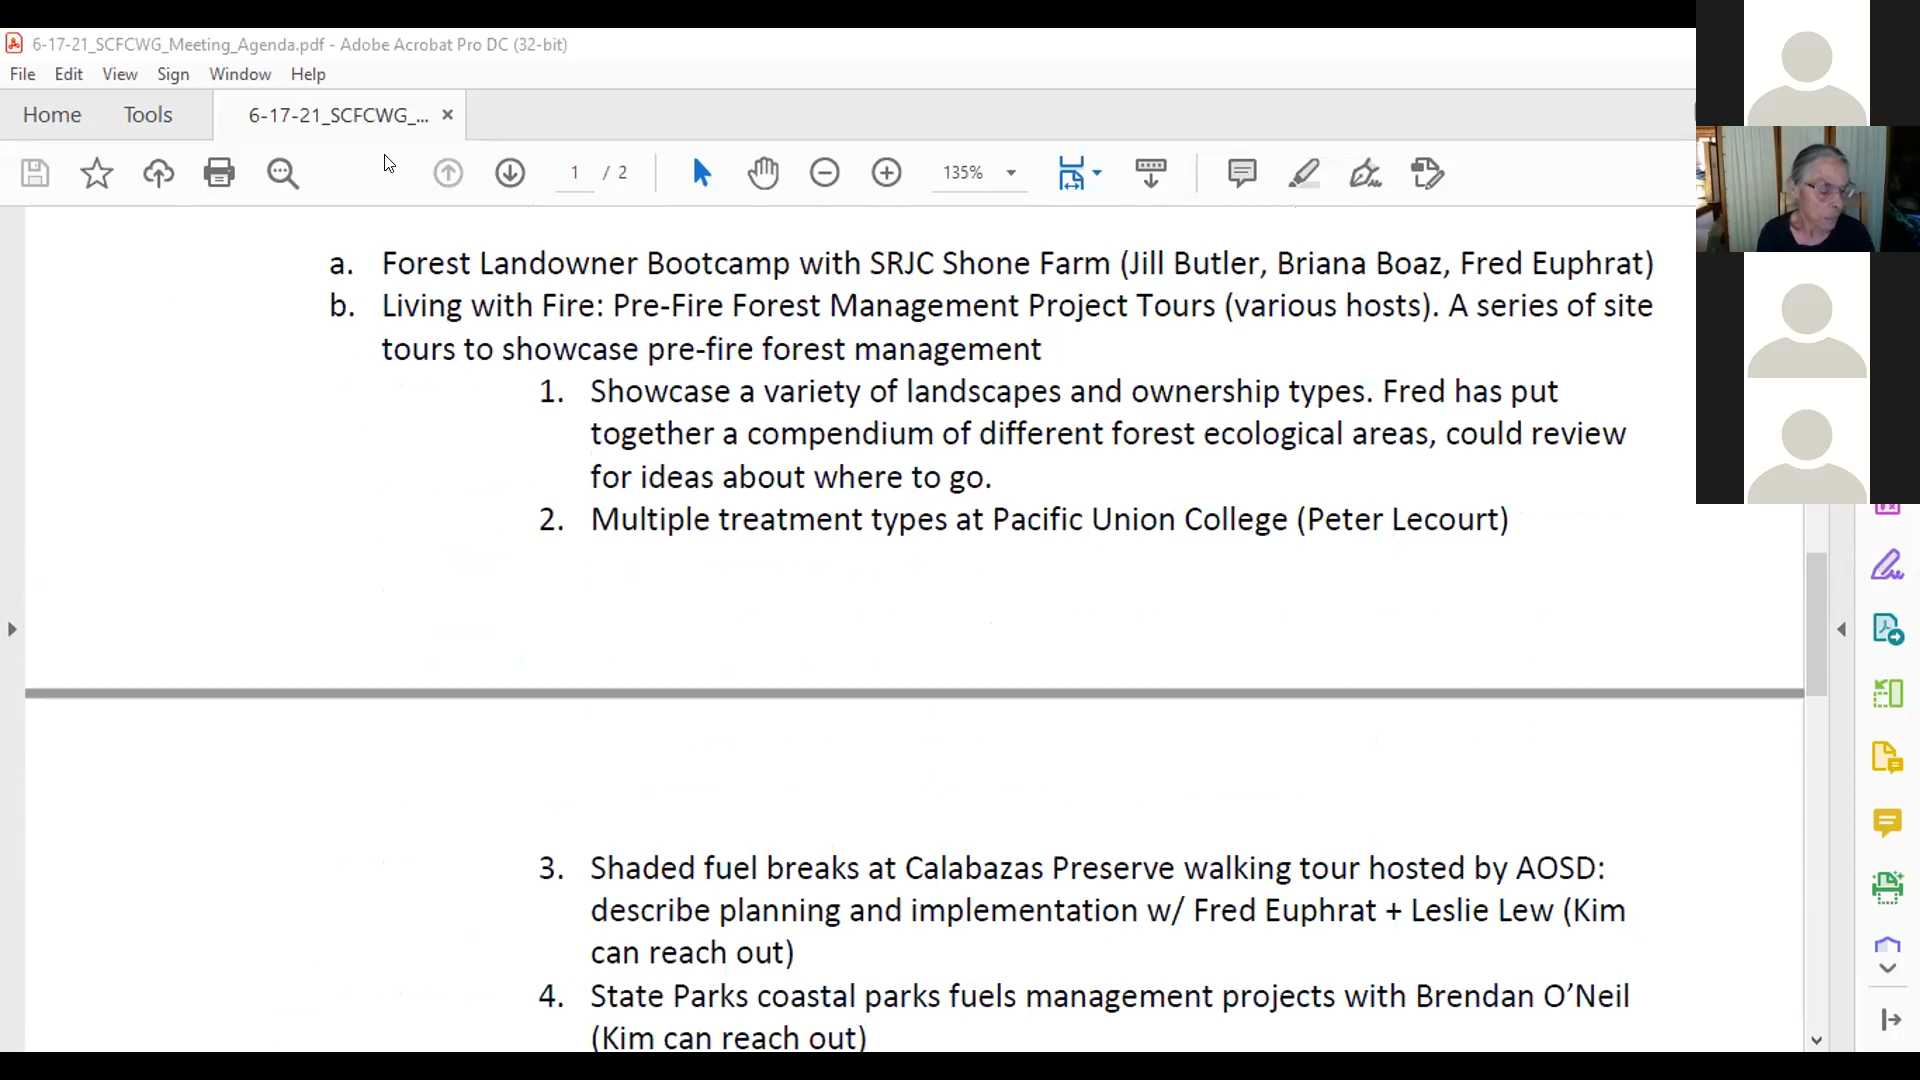 6-17-21_SCFCWG_Meeting_Agenda.pdf - Adobe Acrobat Pro DC (32-bit)
File Edit View Sign Window Help
Home Tools 6-17-21_SCFCWG_... ×
1 / 2 135%
a. Forest Landowner Bootcamp with SRJC Shone Farm (Jill Butler, Briana Boaz, Fred Euphrat)
b. Living with Fire: Pre-Fire Forest Management Project Tours (various hosts). A series of site
tours to showcase pre-fire forest management
1. Showcase a variety of landscapes and ownership types. Fred has put
together a compendium of different forest ecological areas, could review
for ideas about where to go.
2. Multiple treatment types at Pacific Union College (Peter Lecourt)
3. Shaded fuel breaks at Calabazas Preserve walking tour hosted by AOSD:
describe planning and implementation w/ Fred Euphrat + Leslie Lew (Kim
can reach out)
4. State Parks coastal parks fuels management projects with Brendan O’Neil
(Kim can reach out)